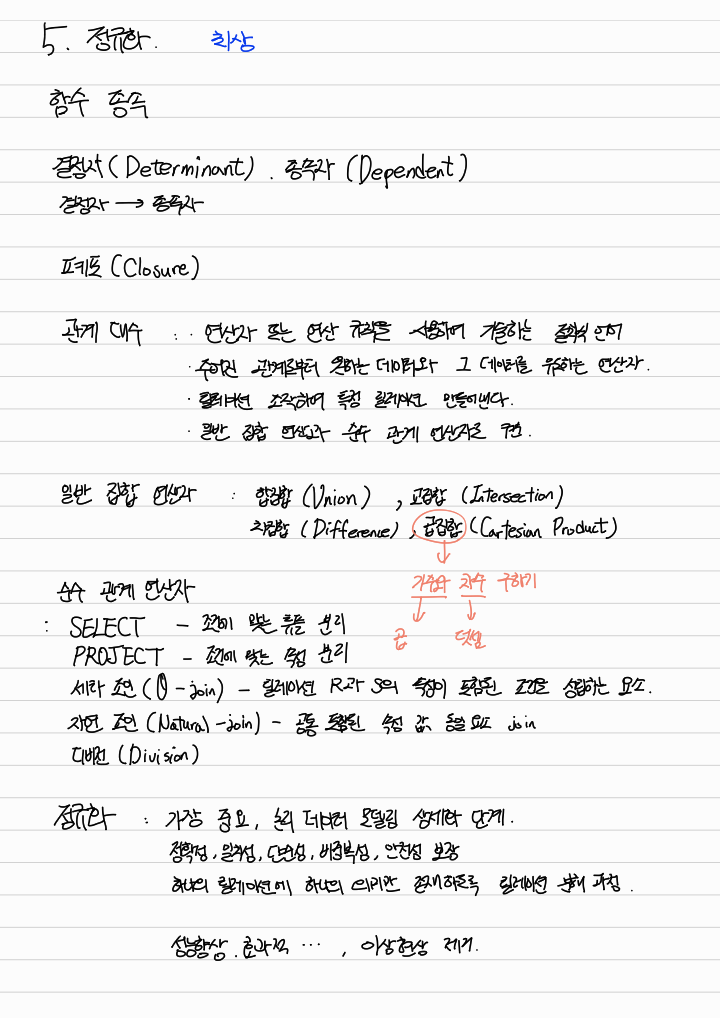 5. 정규화. 최상
함수 종속
결정자 (Determinant). 종속자 (Dependent)
결정자 → 종속자
포키포 (Closure)
관계 대수 : · 연산자 또는 연산 규칙을 사용하여 기술하는 절차식 언어
· 주어진 관계로부터 원하는 데이터와 그 데이터를 유도하는 연산자.
· 릴레이션 조작하여 특정 릴레이션 만들어낸다.
· 일반 집합 연산자와 순수 관계 연산자로 구현.
일반 집합 연산자 : 합집합 (Union), 교집합 (Intersection)
차집합 (Difference), 곱집합 (Cartesian Product)
순수 관계 연산자 가중와 차수 구하기
: SELECT – 조건에 맞는 튜플 분리 곱 덧셈
PROJECT – 조건에 맞는 속성 분리
세타 조인 (θ-join) – 릴레이션 R과 S의 속성이 포함된 조건을 성립하는 요소.
자연 조인 (Natural-join) – 공통 포함된 속성 값 동일 요소 join
디비전 (Division)
정규화 : 가장 중요, 논리 데이터 모델링 상세화 단계.
정확성, 일치성, 단순성, 비중복성, 안전성 보장
하나의 릴레이션에 하나의 의미만 존재하도록 릴레이션 분해 과정.
성능향상. 효과적 ···, 이상현상 제거.